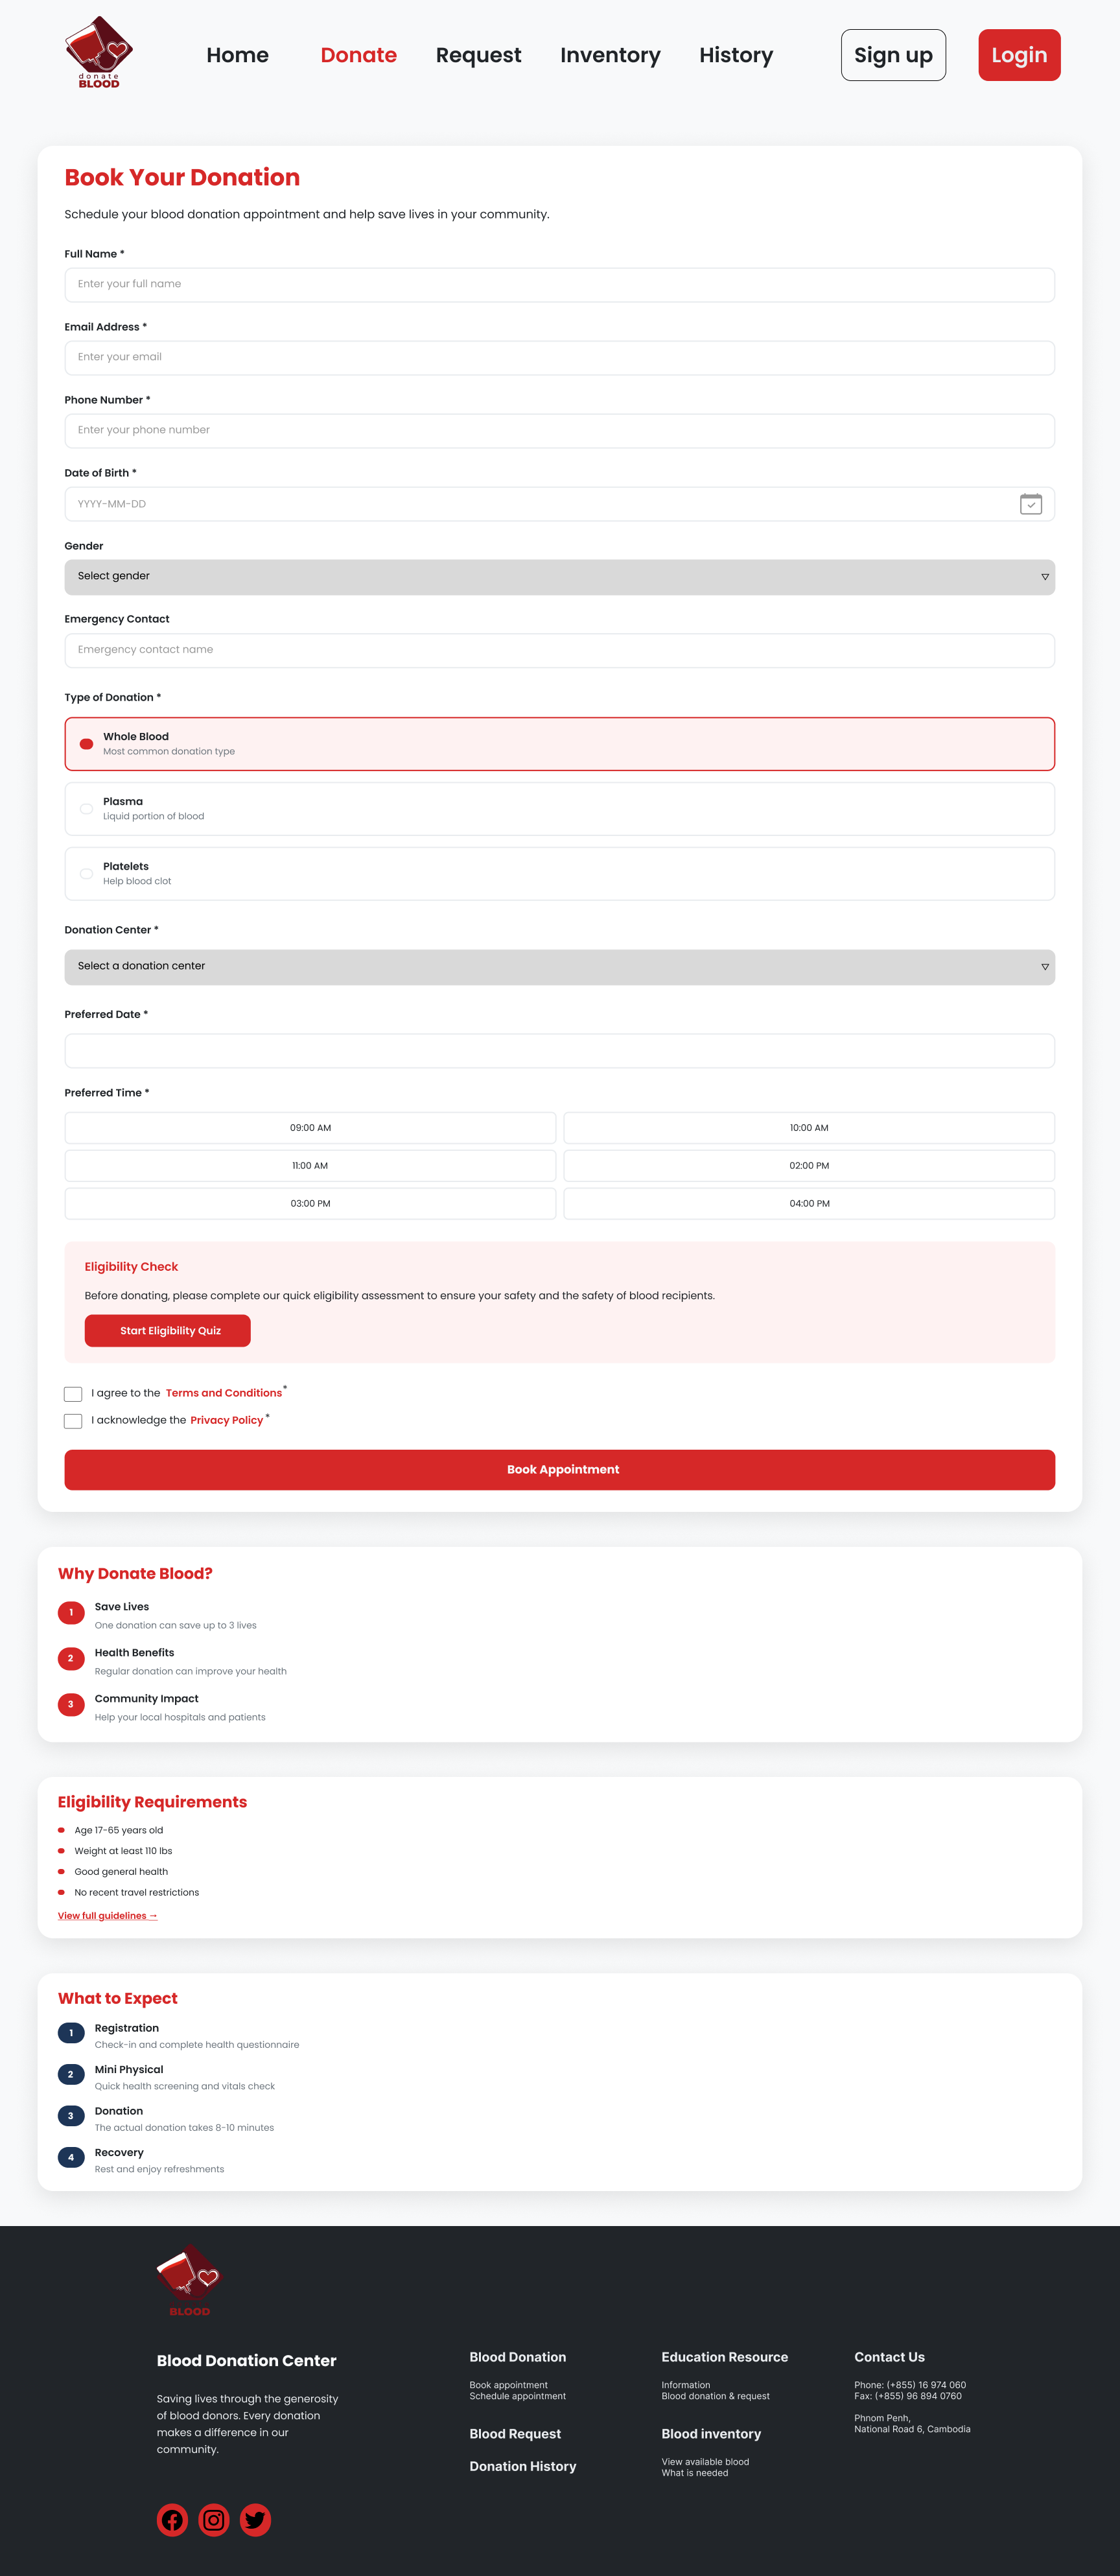 donate
BLOOD
Home
Donate
Request
Inventory
History
Sign up
Login
Book Your Donation
Schedule your blood donation appointment and help save lives in your community.
Full Name *
Enter your full name
Email Address *
Enter your email
Phone Number *
Enter your phone number
Date of Birth *
YYYY-MM-DD
Gender
Select gender
Emergency Contact
Emergency contact name
Type of Donation *
Whole Blood
Most common donation type
Plasma
Liquid portion of blood
Platelets
Help blood clot
Donation Center *
Select a donation center
Preferred Date *
Preferred Time *
09:00 AM
10:00 AM
11:00 AM
02:00 PM
03:00 PM
04:00 PM
Eligibility Check
Before donating, please complete our quick eligibility assessment to ensure your safety and the safety of blood recipients.
Start Eligibility Quiz
I agree to the Terms and Conditions *
I acknowledge the Privacy Policy *
Book Appointment
Why Donate Blood?
1
Save Lives
One donation can save up to 3 lives
2
Health Benefits
Regular donation can improve your health
3
Community Impact
Help your local hospitals and patients
Eligibility Requirements
Age 17-65 years old
Weight at least 110 lbs
Good general health
No recent travel restrictions
View full guidelines →
What to Expect
1
Registration
Check-in and complete health questionnaire
2
Mini Physical
Quick health screening and vitals check
3
Donation
The actual donation takes 8-10 minutes
4
Recovery
Rest and enjoy refreshments
BLOOD
Blood Donation Center
Saving lives through the generosity
of blood donors. Every donation
makes a difference in our
community.
Blood Donation
Book appointment
Schedule appointment
Blood Request
Donation History
Education Resource
Information
Blood donation & request
Blood inventory
View available blood
What is needed
Contact Us
Phone: (+855) 16 974 060
Fax: (+855) 96 894 0760
Phnom Penh,
National Road 6, Cambodia